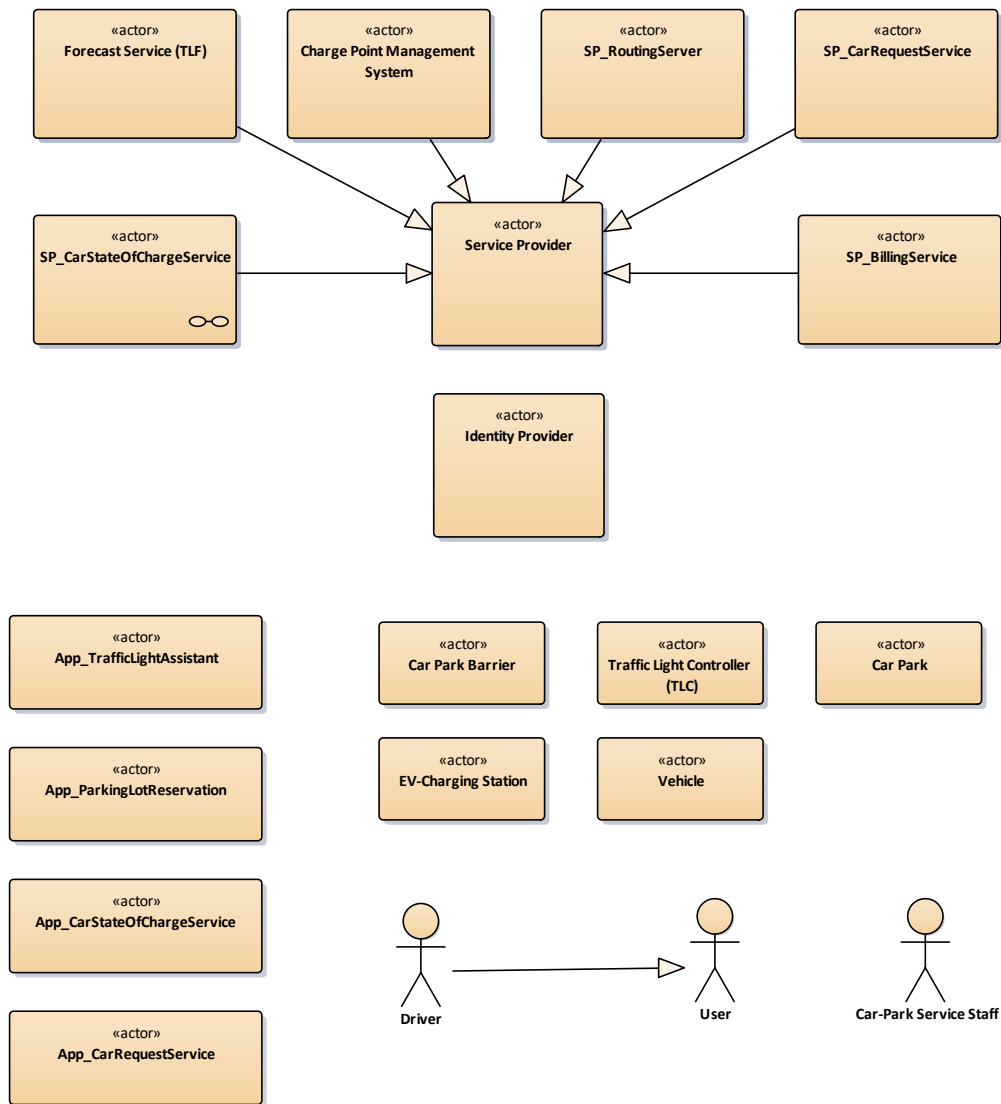 «actor»
Forecast Service (TLF)
«actor»
Charge Point Management
System
«actor»
SP_RoutingServer
«actor»
SP_CarRequestService
«actor»
SP_CarStateOfChargeService
«actor»
Service Provider
«actor»
SP_BillingService
«actor»
Identity Provider
«actor»
App_TrafficLightAssistant
«actor»
Car Park Barrier
«actor»
Traffic Light Controller
(TLC)
«actor»
Car Park
«actor»
App_ParkingLotReservation
«actor»
EV-Charging Station
«actor»
Vehicle
«actor»
App_CarStateOfChargeService
Driver
User
Car-Park Service Staff
«actor»
App_CarRequestService